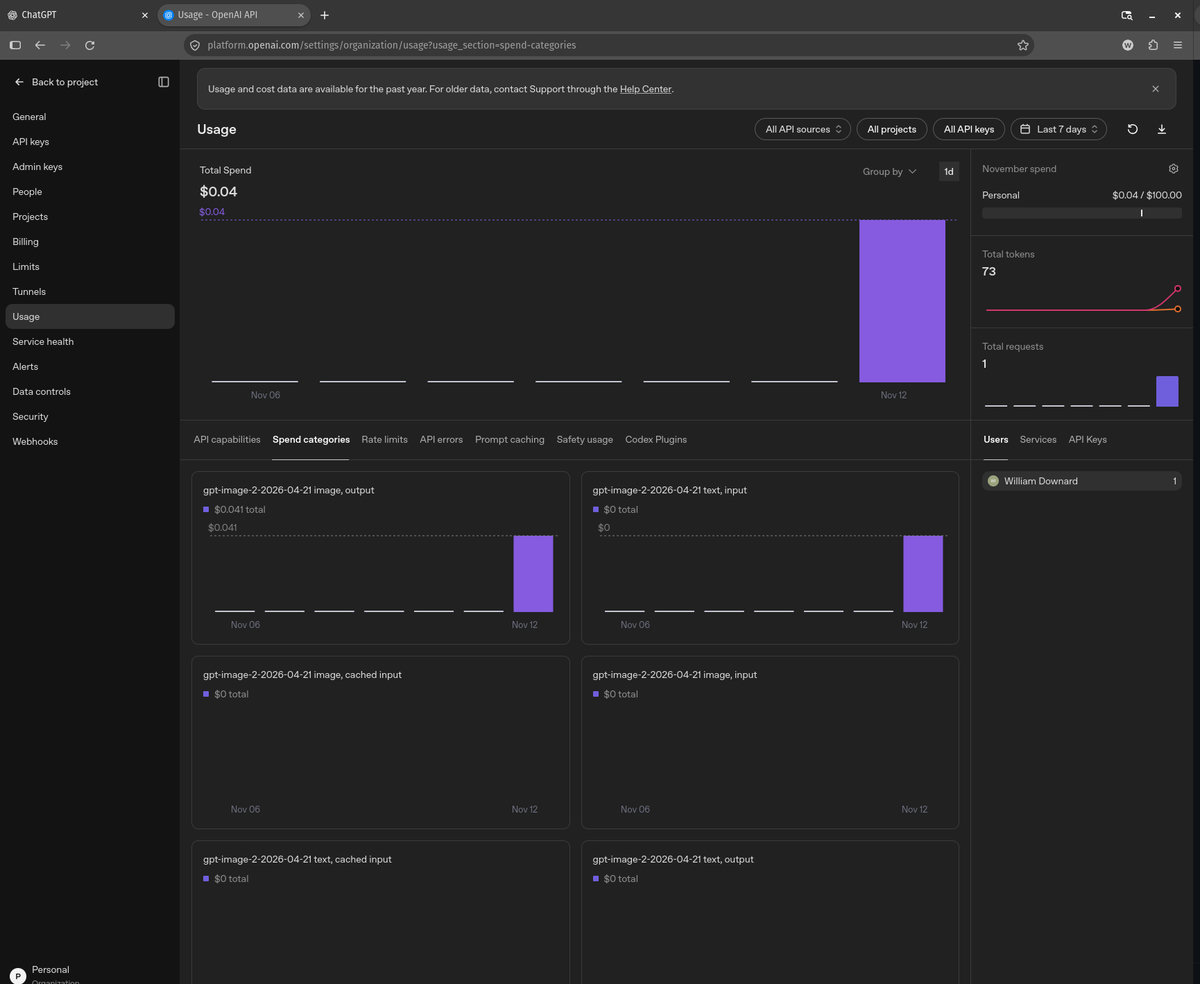 ChatGPT
Usage - OpenAI API
platform.openai.com/settings/organization/usage?usage_section=spend-categories
W
Back to project
General
API keys
Admin keys
People
Projects
Billing
Limits
Tunnels
Usage
Service health
Alerts
Data controls
Security
Webhooks
P
Personal
Organization
Usage and cost data are available for the past year. For older data, contact Support through the Help Center.
Usage
All API sources
All projects
All API keys
Last 7 days
Total Spend
$0.04
Group by
1d
$0.04
Nov 06
Nov 12
November spend
Personal
$0.04 / $100.00
Total tokens
73
Total requests
1
API capabilities
Spend categories
Rate limits
API errors
Prompt caching
Safety usage
Codex Plugins
Users
Services
API Keys
William Downard
1
gpt-image-2-2026-04-21 image, output
$0.041 total
$0.041
Nov 06
Nov 12
gpt-image-2-2026-04-21 text, input
$0 total
$0
Nov 06
Nov 12
gpt-image-2-2026-04-21 image, cached input
$0 total
Nov 06
Nov 12
gpt-image-2-2026-04-21 image, input
$0 total
Nov 06
Nov 12
gpt-image-2-2026-04-21 text, cached input
$0 total
gpt-image-2-2026-04-21 text, output
$0 total